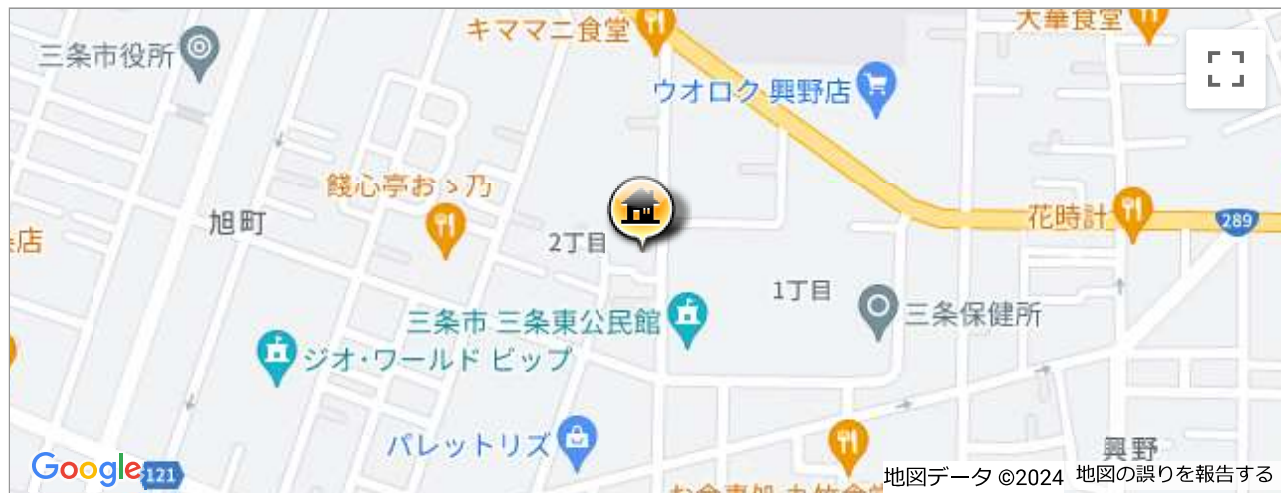 キママニ食堂
大華食堂
三条市役所
ウオロク 興野店
餞心亭おゝ乃
旭町
店
花時計
289
2丁目
1丁目
三条市 三条東公民館
三条保健所
ジオ・ワールド ビップ
パレットリズ
興野
Google
121
地図データ ©2024
地図の誤りを報告する